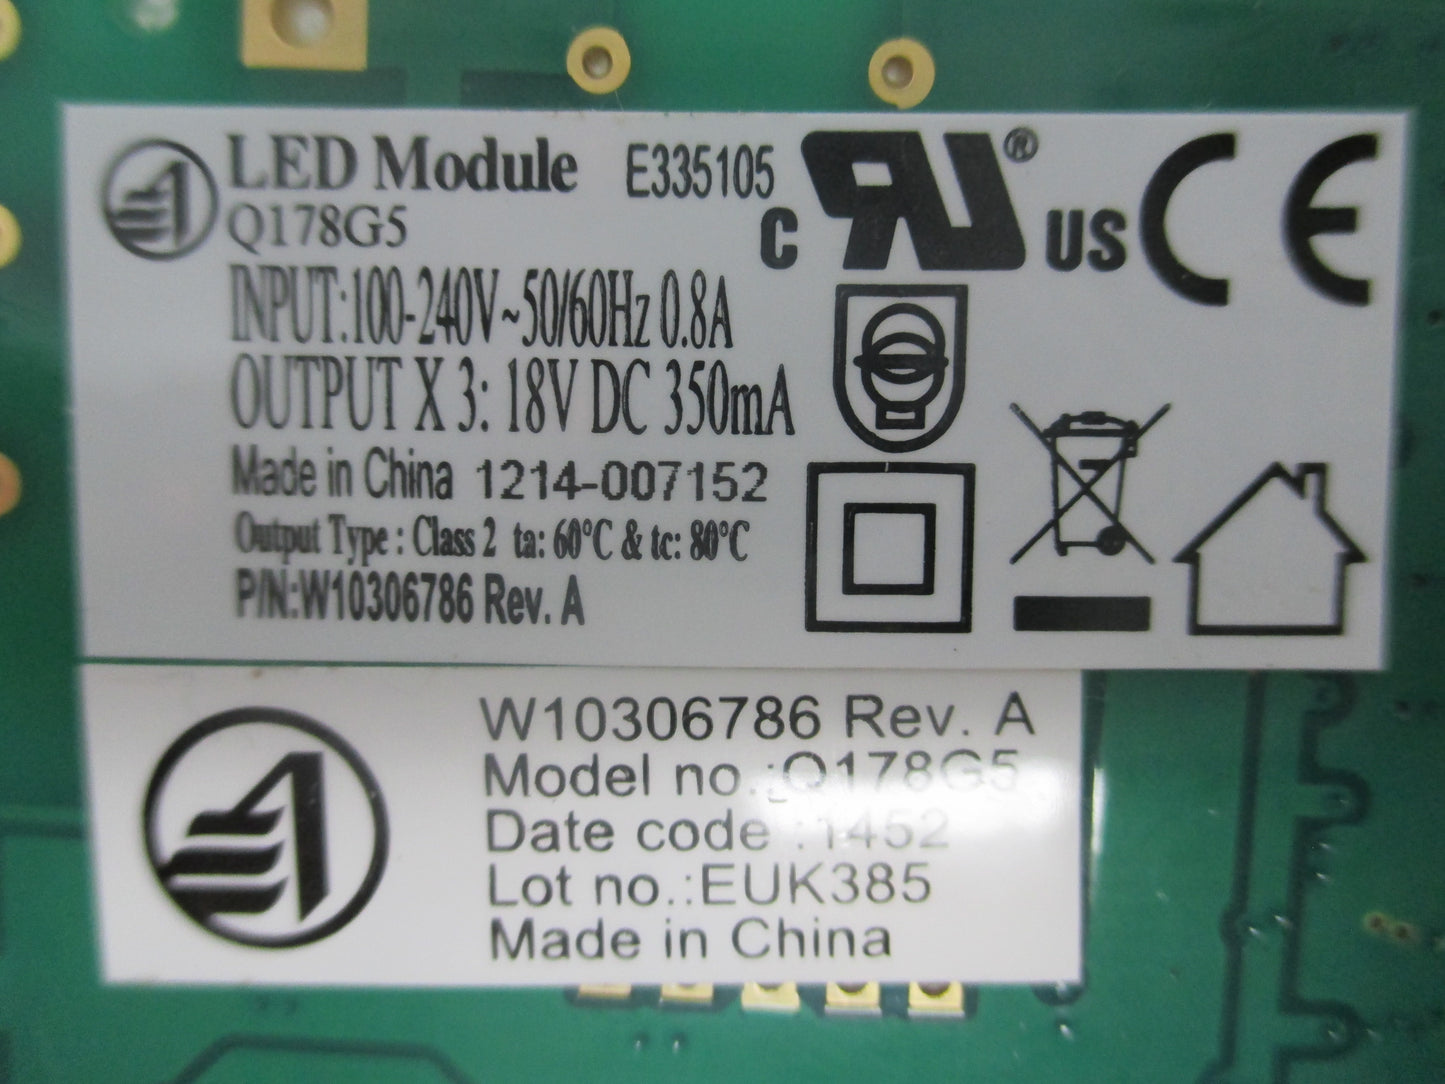 LED Module E335105
Q178G5
c RU ® US CE
INPUT:100-240V~50/60Hz 0.8A
OUTPUT X 3: 18V DC 350mA
Made in China 1214-007152
Output Type : Class 2 ta: 60°C & tc: 80°C
P/N:W10306786 Rev. A
W10306786 Rev. A
Model no.:Q178G5
Date code :1452
Lot no.:EUK385
Made in China